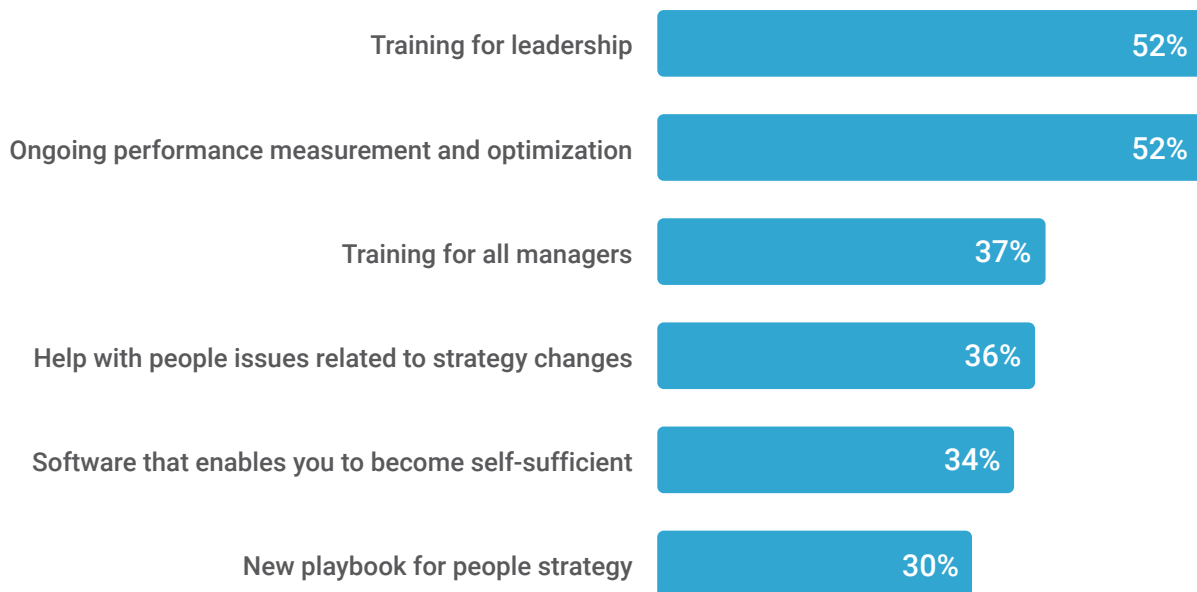 Training for leadership 52%
Ongoing performance measurement and optimization 52%
Training for all managers 37%
Help with people issues related to strategy changes 36%
Software that enables you to become self-sufficient 34%
New playbook for people strategy 30%